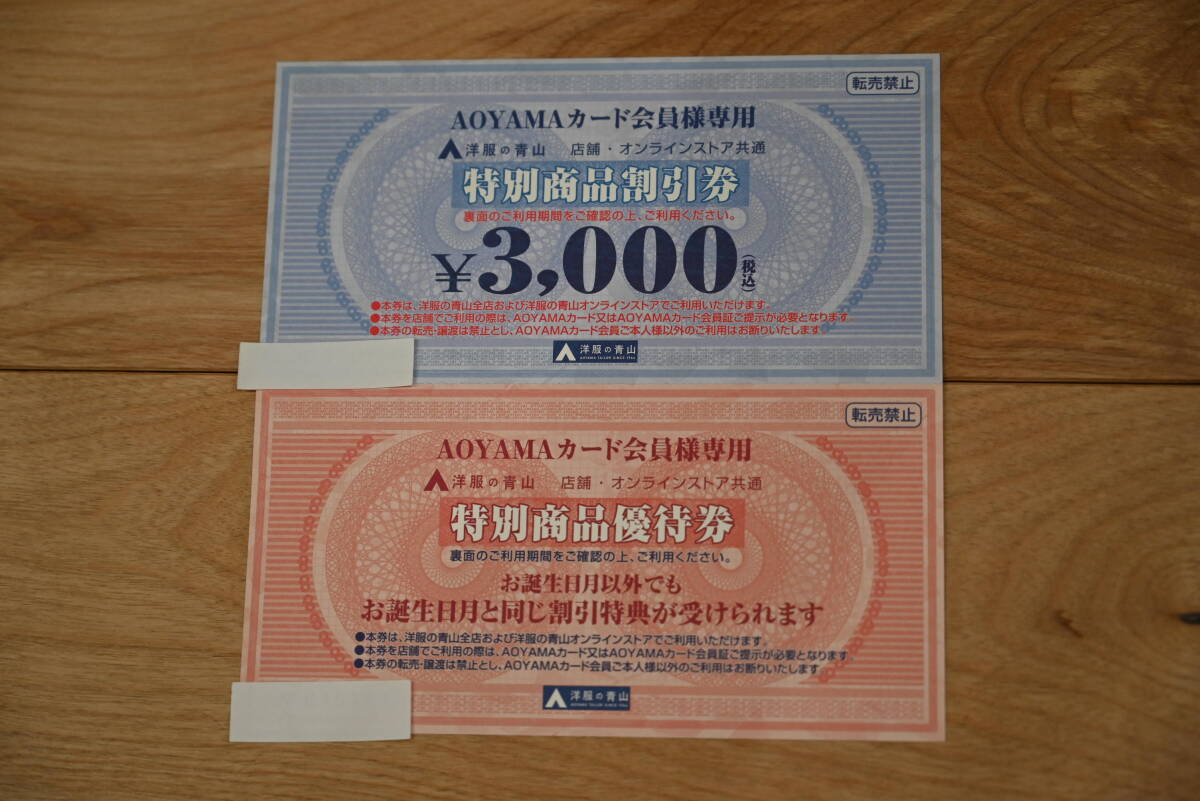 転売禁止
AOYAMAカード会員様専用
洋服の青山 店舗・オンラインストア共通
特別商品割引券
裏面のご利用期間をご確認の上、ご利用ください。
¥3,000(税込)
●本券は、洋服の青山全店および洋服の青山オンラインストアでご利用いただけます。
●本券を店舗でご利用の際は、AOYAMAカード又はAOYAMAカード会員証ご提示が必要となります。
●本券の転売・譲渡は禁止とし、AOYAMAカード会員ご本人様以外のご利用はお断りいたします。
洋服の青山
AOYAMA TAILOR SINCE 1964
転売禁止
AOYAMAカード会員様専用
洋服の青山 店舗・オンラインストア共通
特別商品優待券
裏面のご利用期間をご確認の上、ご利用ください。
お誕生日月以外でも
お誕生日月と同じ割引特典が受けられます
●本券は、洋服の青山全店および洋服の青山オンラインストアでご利用いただけます。
●本券を店舗でご利用の際は、AOYAMAカード又はAOYAMAカード会員証ご提示が必要となります。
●本券の転売・譲渡は禁止とし、AOYAMAカード会員ご本人様以外のご利用はお断りいたします。
洋服の青山
AOYAMA TAILOR SINCE 1964